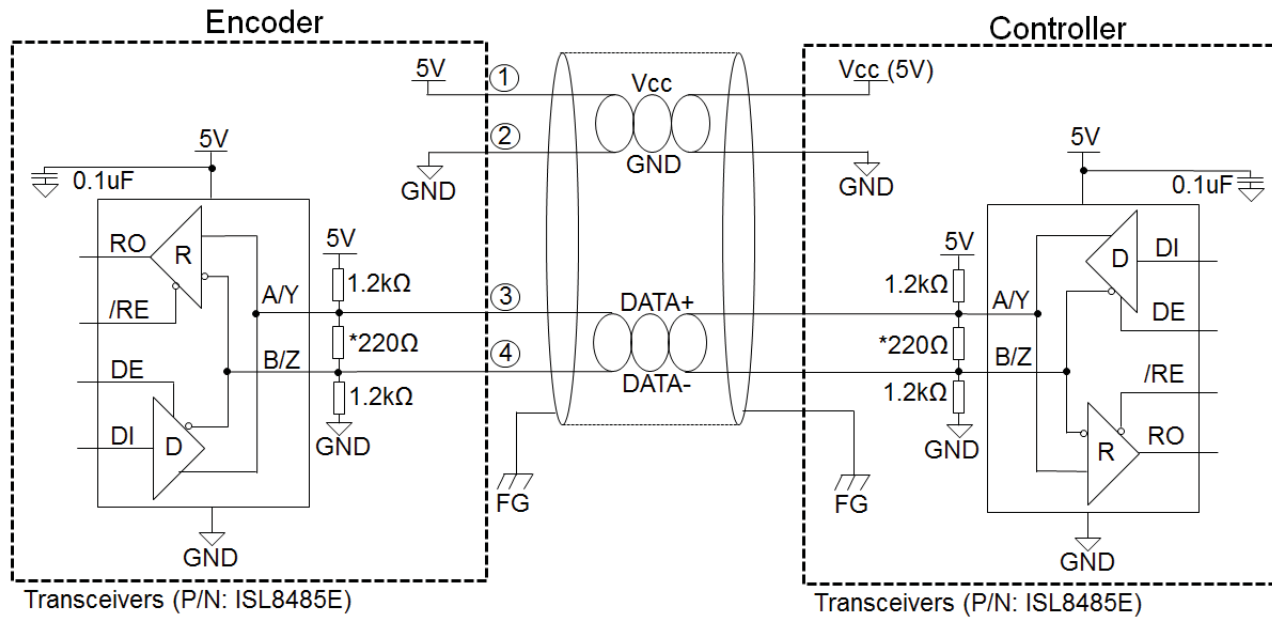 Encoder
Controller
5V
①
Vcc
Vcc (5V)
②
GND
GND
GND
5V
0.1uF
5V
0.1uF
RO
R
/RE
DE
DI
D
5V
1.2kΩ
A/Y
*220Ω
B/Z
1.2kΩ
GND
GND
③
DATA+
④
DATA-
FG
FG
5V
1.2kΩ
A/Y
*220Ω
B/Z
1.2kΩ
GND
D
DI
DE
/RE
R
RO
GND
Transceivers (P/N: ISL8485E)
Transceivers (P/N: ISL8485E)